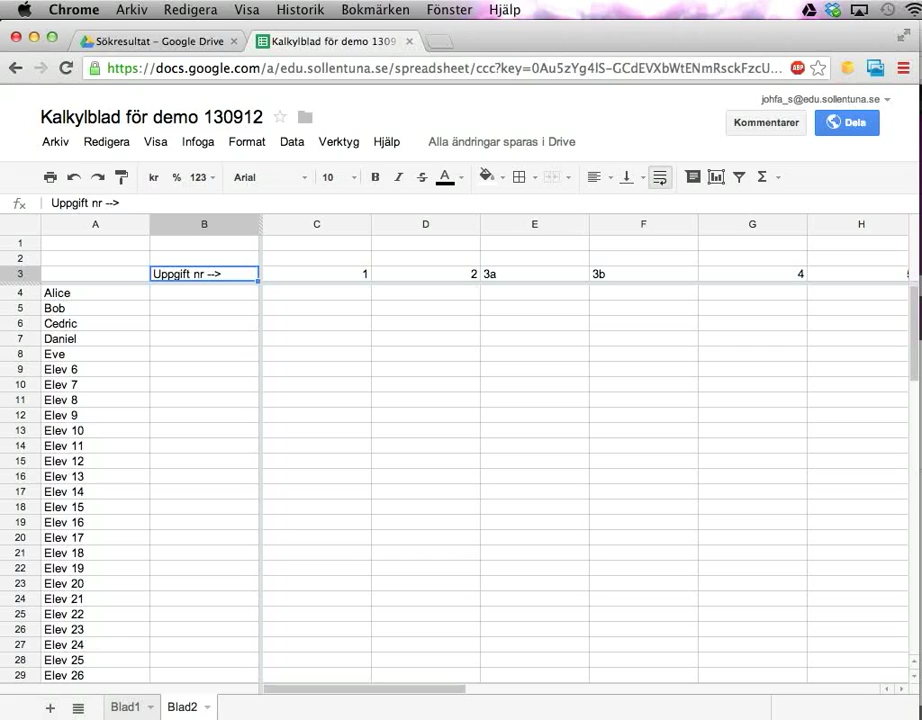 Chrome Arkiv Redigera Visa Historik Bokmärken Fönster Hjälp
Sökresultat – Google Drive × Kalkylblad för demo 1309 ×
https://docs.google.com/a/edu.sollentuna.se/spreadsheet/ccc?key=0Au5zYg4lS-GCdEVXbWtENmRsckFzcU... ABP
johfa_s@edu.sollentuna.se
Kalkylblad för demo 130912
Kommentarer Dela
Arkiv Redigera Visa Infoga Format Data Verktyg Hjälp Alla ändringar sparas i Drive
kr % 123 Arial 10 B I S A Σ
fx Uppgift nr -->
A B C D E F G H
1
2
3 Uppgift nr --> 1 2 3a 3b 4
4 Alice
5 Bob
6 Cedric
7 Daniel
8 Eve
9 Elev 6
10 Elev 7
11 Elev 8
12 Elev 9
13 Elev 10
14 Elev 11
15 Elev 12
16 Elev 13
17 Elev 14
18 Elev 15
19 Elev 16
20 Elev 17
21 Elev 18
22 Elev 19
23 Elev 20
24 Elev 21
25 Elev 22
26 Elev 23
27 Elev 24
28 Elev 25
29 Elev 26
+ Blad1 Blad2